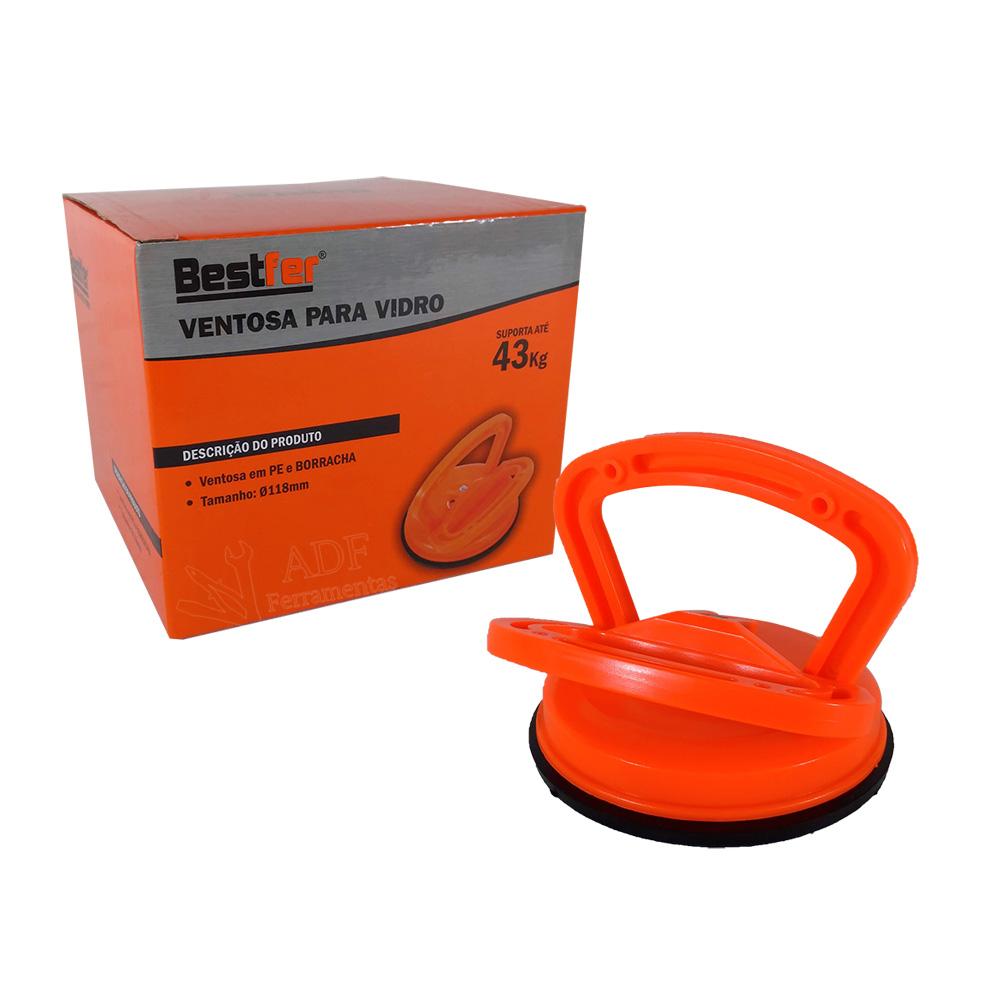 Bestfer®
VENTOSA PARA VIDRO
SUPORTA ATÉ
43Kg
DESCRIÇÃO DO PRODUTO
• Ventosa em PE e BORRACHA
• Tamanho: Ø118mm
ADF
Ferramentas